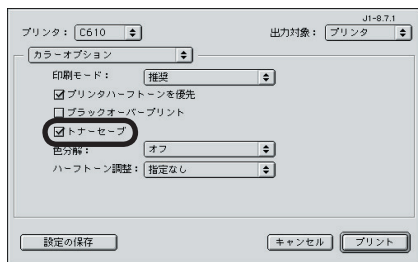 J1-8.7.1
プリンタ： C610 出力対象： プリンタ
カラーオプション
印刷モード： 推奨
プリンタハーフトーンを優先
ブラックオーバープリント
トナーセーブ
色分解： オフ
ハーフトーン調整： 指定なし
設定の保存 キャンセル プリント